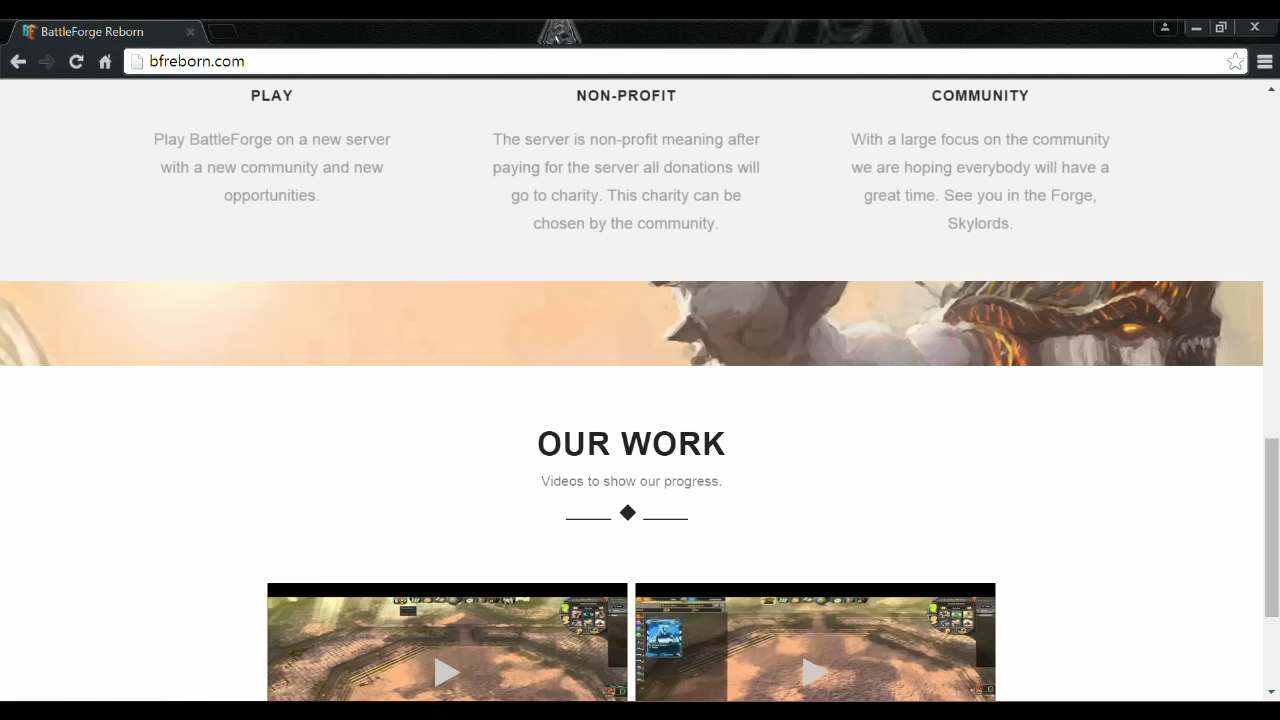 BattleForge Reborn
bfreborn.com
PLAY
Play BattleForge on a new server
with a new community and new
opportunities.
NON-PROFIT
The server is non-profit meaning after
paying for the server all donations will
go to charity. This charity can be
chosen by the community.
COMMUNITY
With a large focus on the community
we are hoping everybody will have a
great time. See you in the Forge,
Skylords.
OUR WORK
Videos to show our progress.